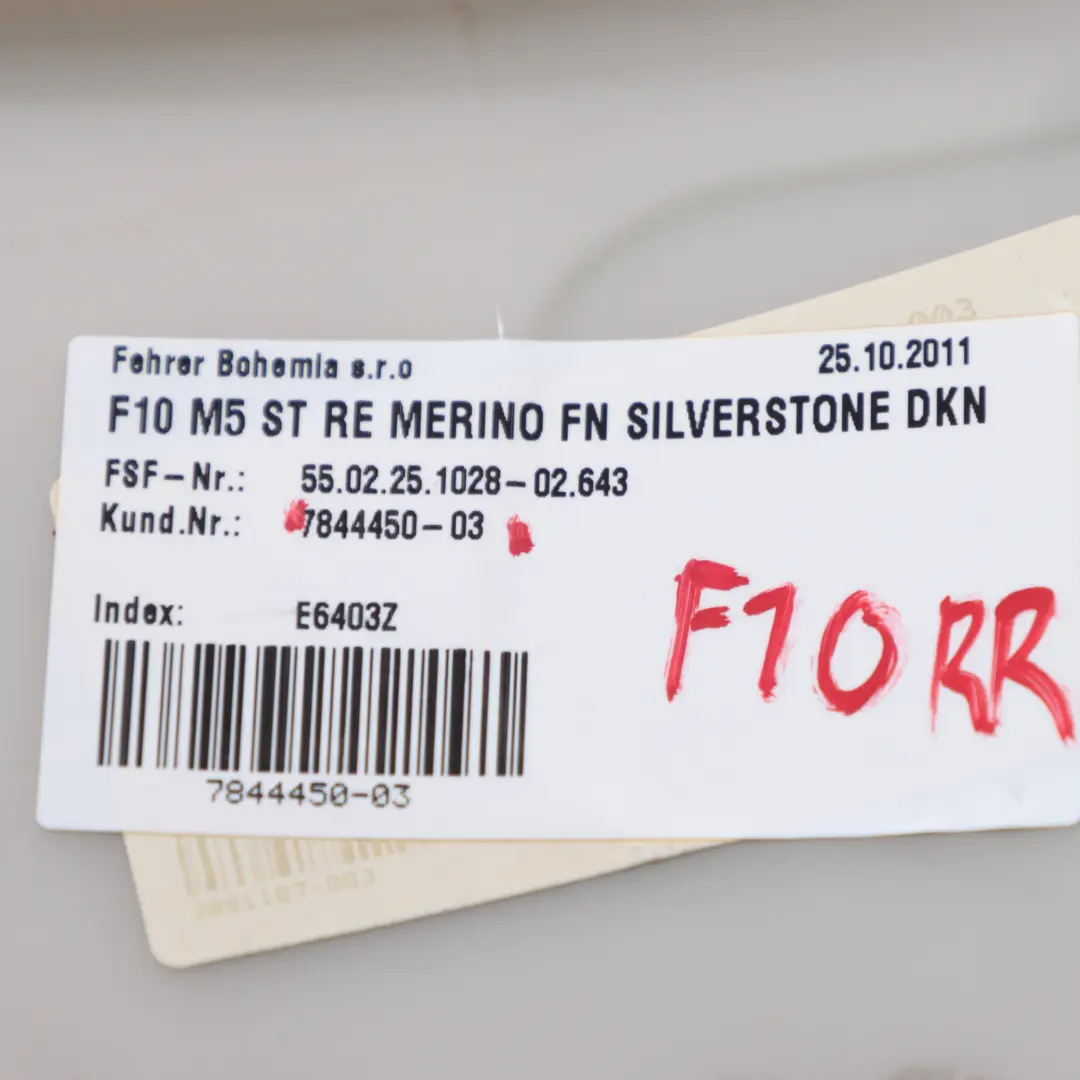 Fehrer Bohemia s.r.o
25.10.2011
F10 M5 ST RE MERINO FN SILVERSTONE DKN
FSF-Nr.: 55.02.25.1028-02.643
Kund.Nr.: 7844450-03
Index: E6403Z
7844450-03
F10 RR